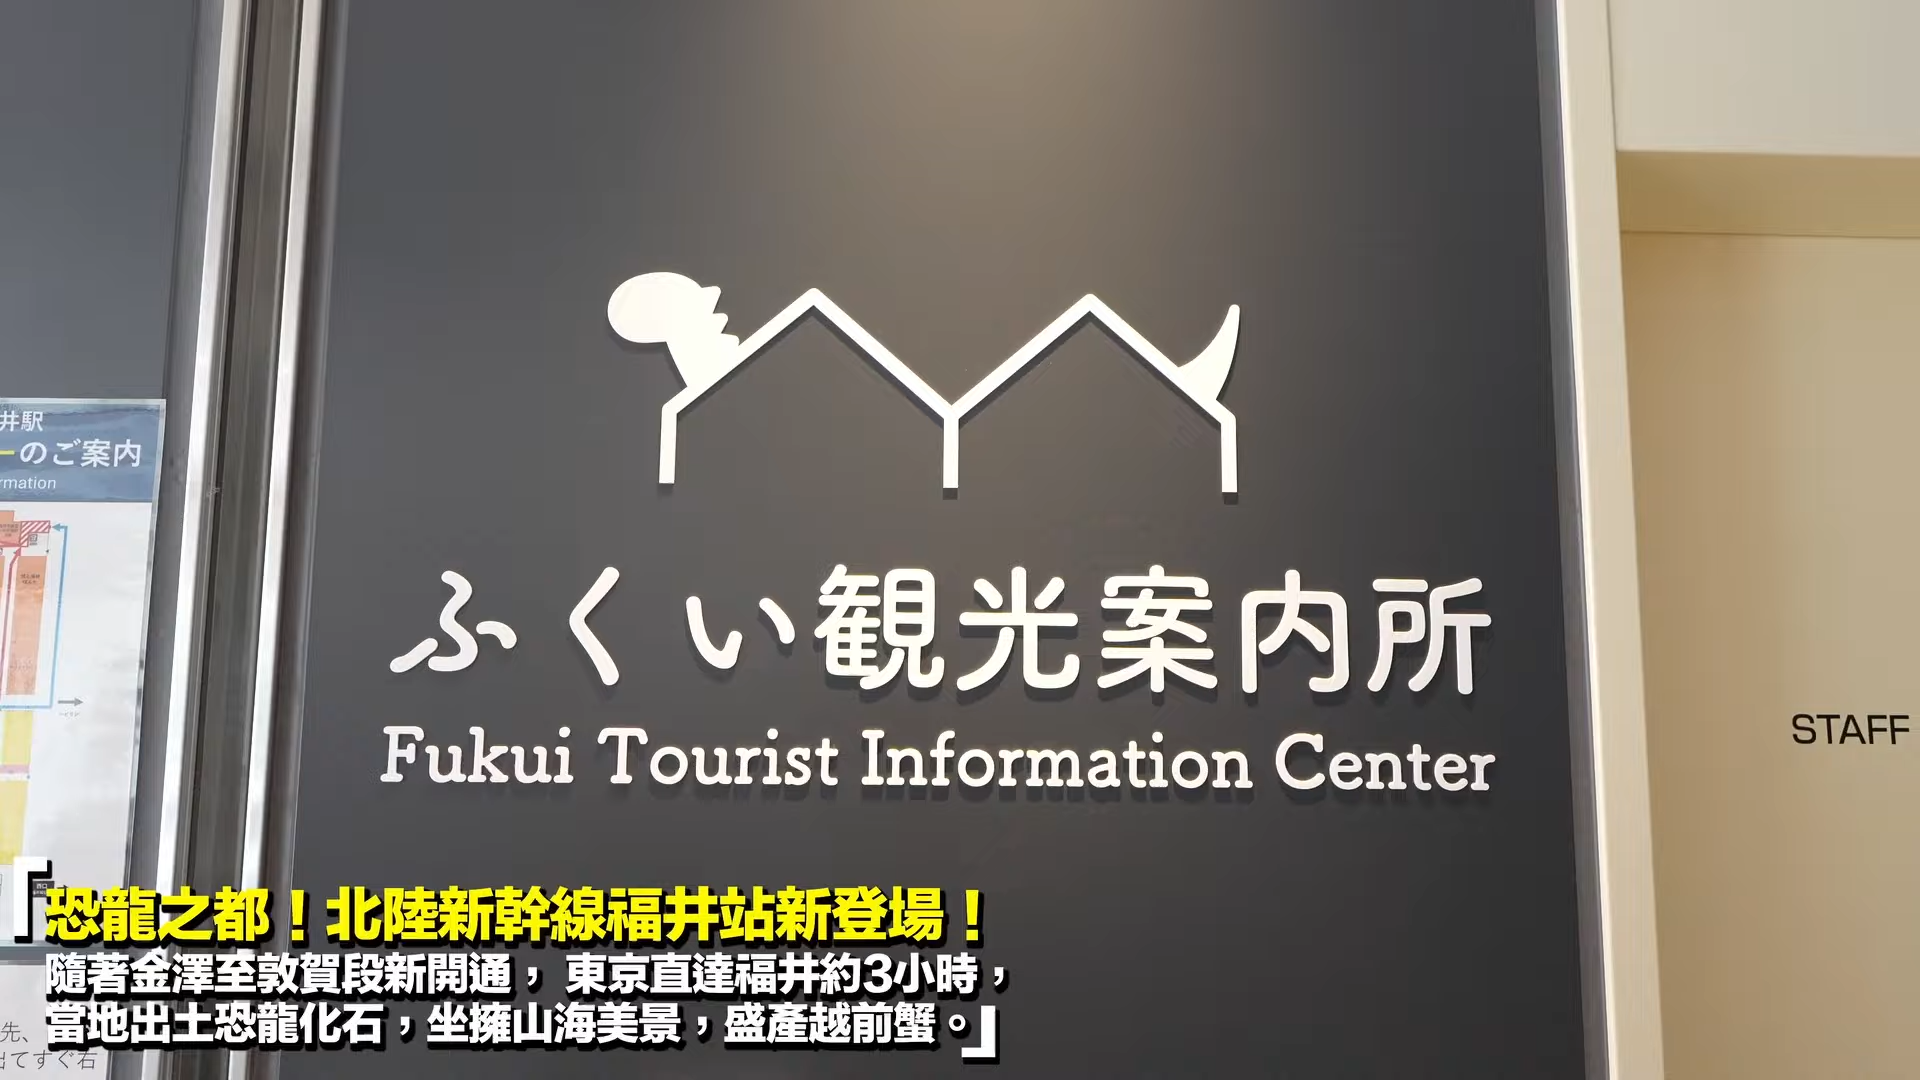 井駅
ーのご案内
rmation
ふくい観光案内所
Fukui Tourist Information Center
STAFF
「恐龍之都！北陸新幹線福井站新登場！
隨著金澤至敦賀段新開通， 東京直達福井約3小時，
當地出土恐龍化石，坐擁山海美景，盛產越前蟹。」
先、
出てすぐ右